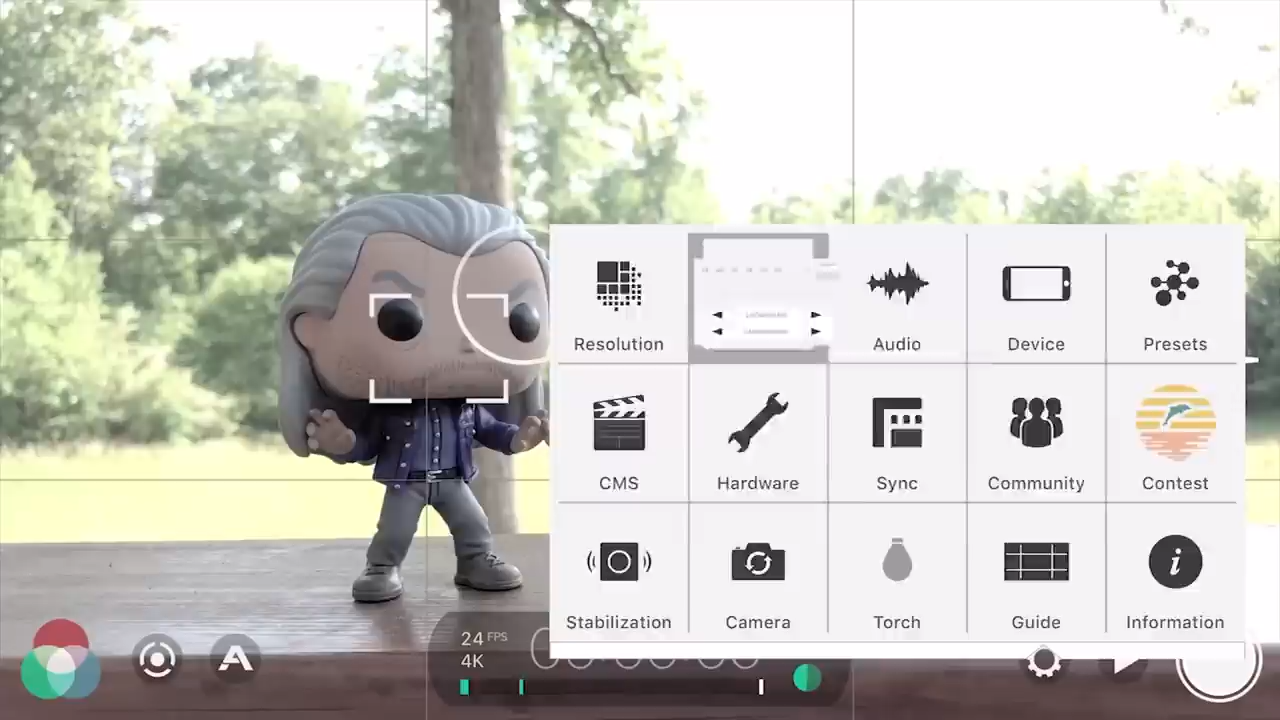 Resolution
Audio
Device
Presets
CMS
Hardware
Sync
Community
Contest
Stabilization
Camera
Torch
Guide
Information
24 FPS
4K